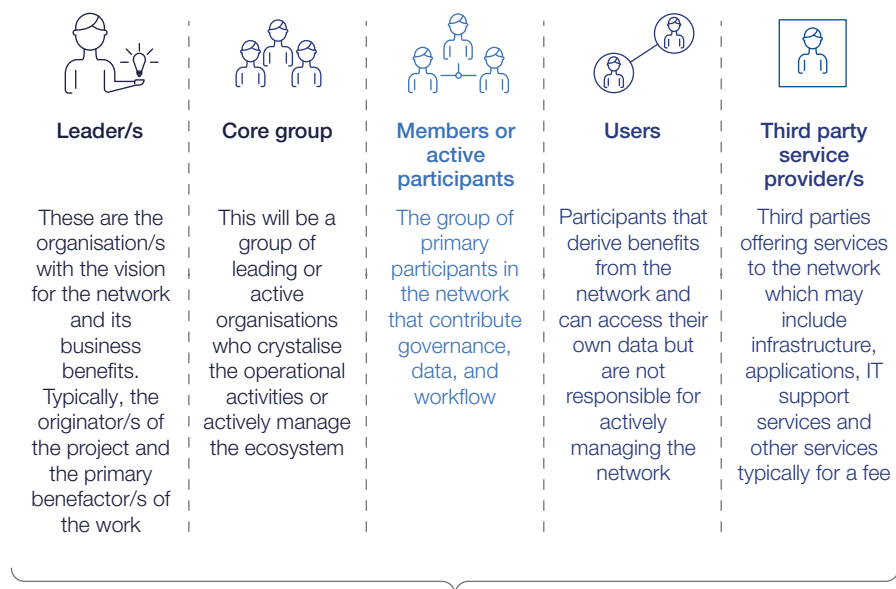 Leader/s
These are the
organisation/s
with the vision
for the network
and its
business
benefits.
Typically, the
originator/s of
the project and
the primary
benefactor/s of
the work
Core group
This will be a
group of
leading or
active
organisations
who crystalise
the operational
activities or
actively manage
the ecosystem
Members or
active
participants
The group of
primary
participants in
the network
that contribute
governance,
data, and
workflow
Users
Participants that
derive benefits
from the
network and
can access their
own data but
are not
responsible for
actively
managing the
network
Third party
service
provider/s
Third parties
offering services
to the network
which may
include
infrastructure,
applications, IT
support
services and
other services
typically for a fee